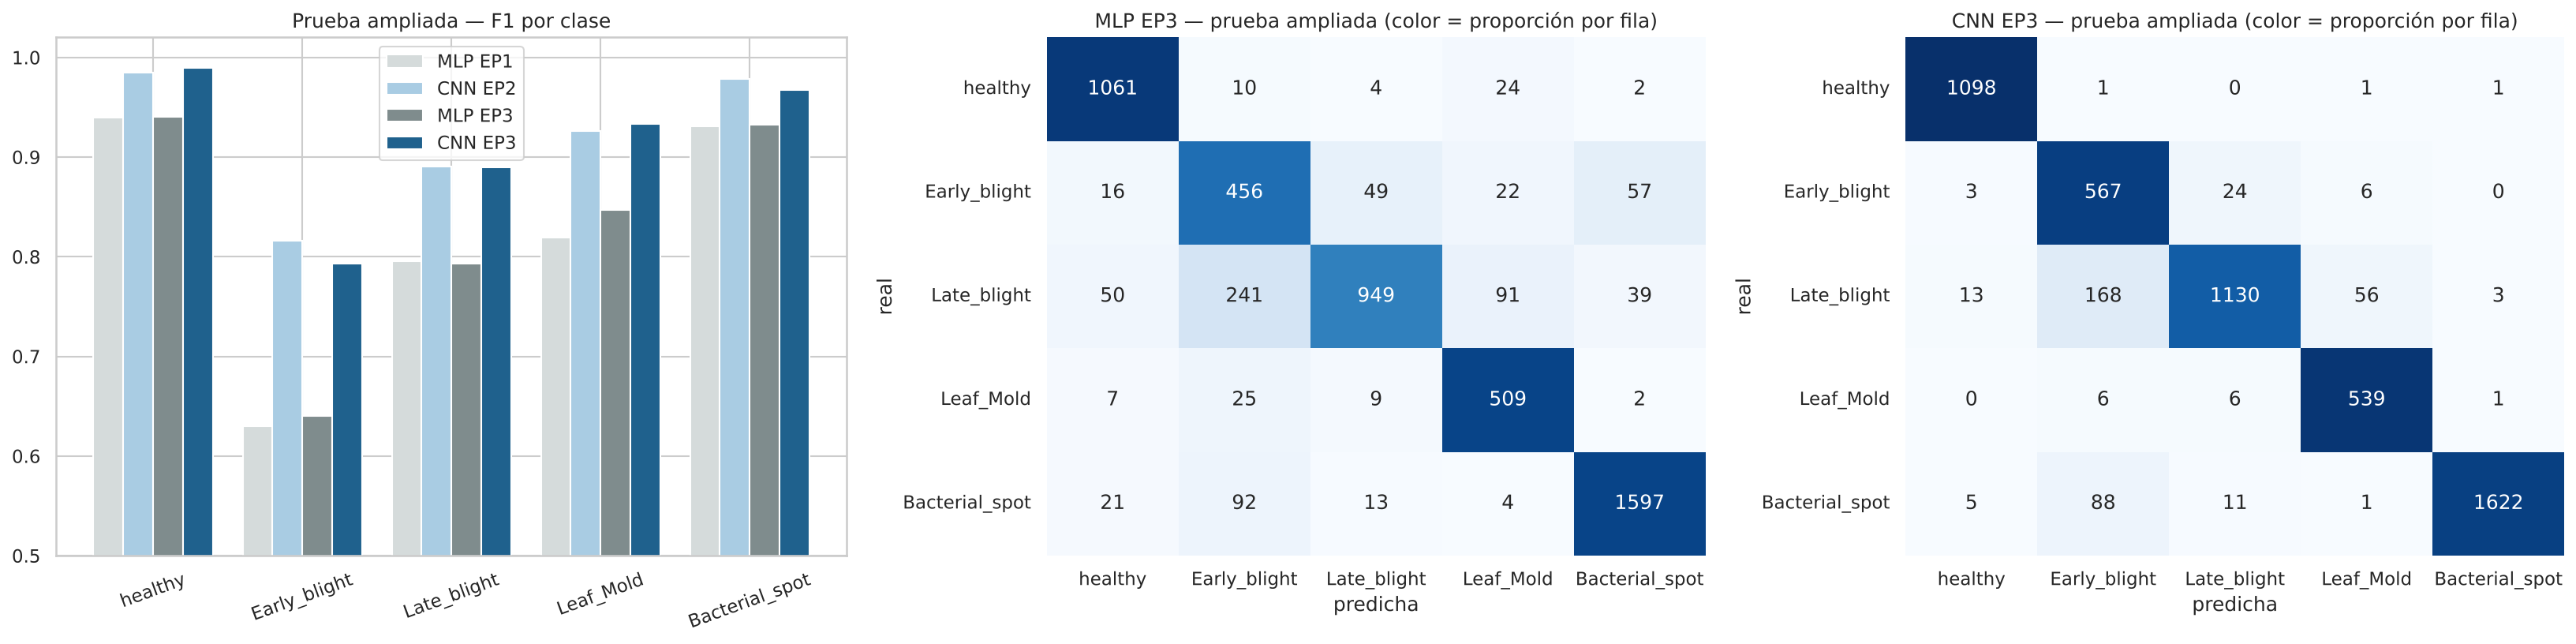 Prueba ampliada — F1 por clase
1.0
0.9
0.8
0.7
0.6
0.5
MLP EP1
CNN EP2
MLP EP3
CNN EP3
healthy
Early_blight
Late_blight
Leaf_Mold
Bacterial_spot
MLP EP3 — prueba ampliada (color = proporción por fila)
real
healthy 1061 10 4 24 2
Early_blight 16 456 49 22 57
Late_blight 50 241 949 91 39
Leaf_Mold 7 25 9 509 2
Bacterial_spot 21 92 13 4 1597
healthy Early_blight Late_blight Leaf_Mold Bacterial_spot
predicha
CNN EP3 — prueba ampliada (color = proporción por fila)
real
healthy 1098 1 0 1 1
Early_blight 3 567 24 6 0
Late_blight 13 168 1130 56 3
Leaf_Mold 0 6 6 539 1
Bacterial_spot 5 88 11 1 1622
healthy Early_blight Late_blight Leaf_Mold Bacterial_spot
predicha